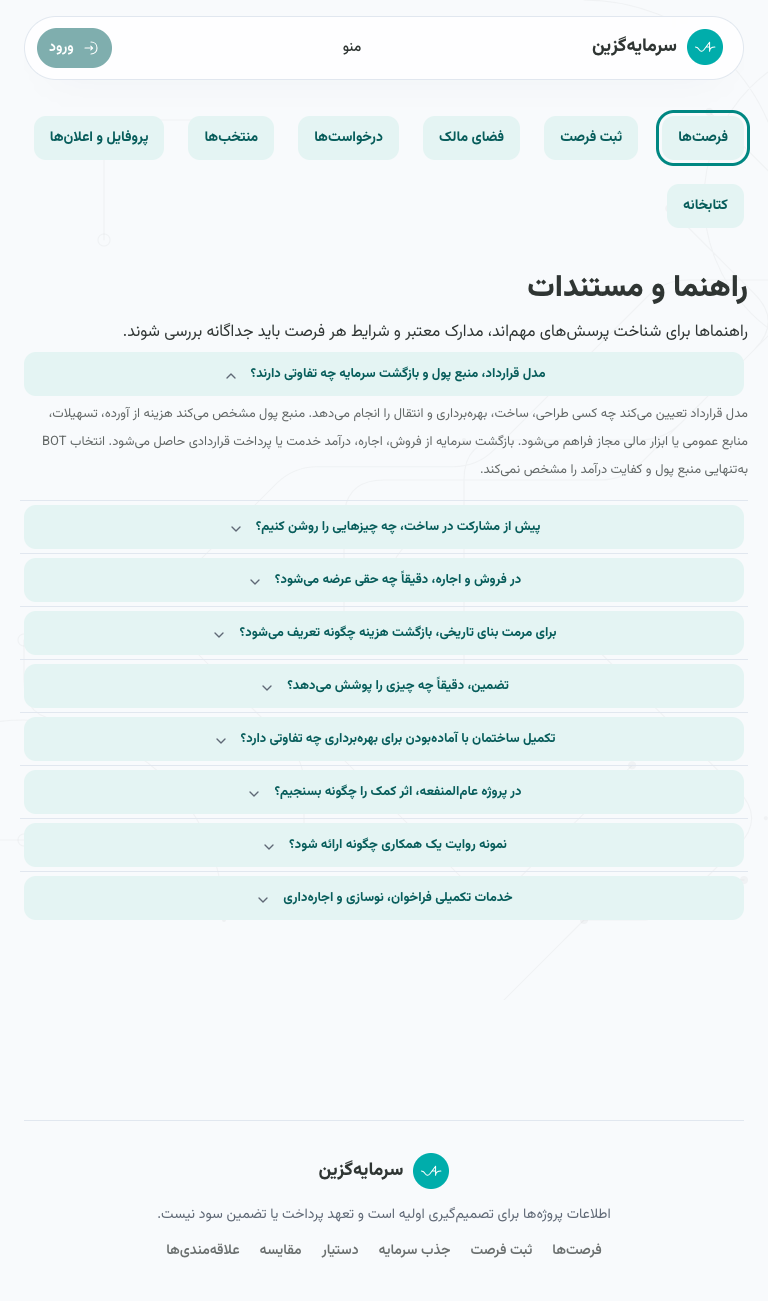 سرمایه‌گزین
منو
ورود
فرصت‌ها
ثبت فرصت
فضای مالک
درخواست‌ها
منتخب‌ها
پروفایل و اعلان‌ها
کتابخانه
راهنما و مستندات
راهنماها برای شناخت پرسش‌های مهم‌اند، مدارک معتبر و شرایط هر فرصت باید جداگانه بررسی شوند.
مدل قرارداد، منبع پول و بازگشت سرمایه چه تفاوتی دارند؟
مدل قرارداد تعیین می‌کند چه کسی طراحی، ساخت، بهره‌برداری و انتقال را انجام می‌دهد. منبع پول مشخص می‌کند هزینه از آورده، تسهیلات،
منابع عمومی یا ابزار مالی مجاز فراهم می‌شود. بازگشت سرمایه از فروش، اجاره، درآمد خدمت یا پرداخت قراردادی حاصل می‌شود. انتخاب BOT
به‌تنهایی منبع پول و کفایت درآمد را مشخص نمی‌کند.
پیش از مشارکت در ساخت، چه چیزهایی را روشن کنیم؟
در فروش و اجاره، دقیقاً چه حقی عرضه می‌شود؟
برای مرمت بنای تاریخی، بازگشت هزینه چگونه تعریف می‌شود؟
تضمین، دقیقاً چه چیزی را پوشش می‌دهد؟
تکمیل ساختمان با آماده‌بودن برای بهره‌برداری چه تفاوتی دارد؟
در پروژه عام‌المنفعه، اثر کمک را چگونه بسنجیم؟
نمونه روایت یک همکاری چگونه ارائه شود؟
خدمات تکمیلی فراخوان، نوسازی و اجاره‌داری
سرمایه‌گزین
اطلاعات پروژه‌ها برای تصمیم‌گیری اولیه است و تعهد پرداخت یا تضمین سود نیست.
فرصت‌ها
ثبت فرصت
جذب سرمایه
دستیار
مقایسه
علاقه‌مندی‌ها